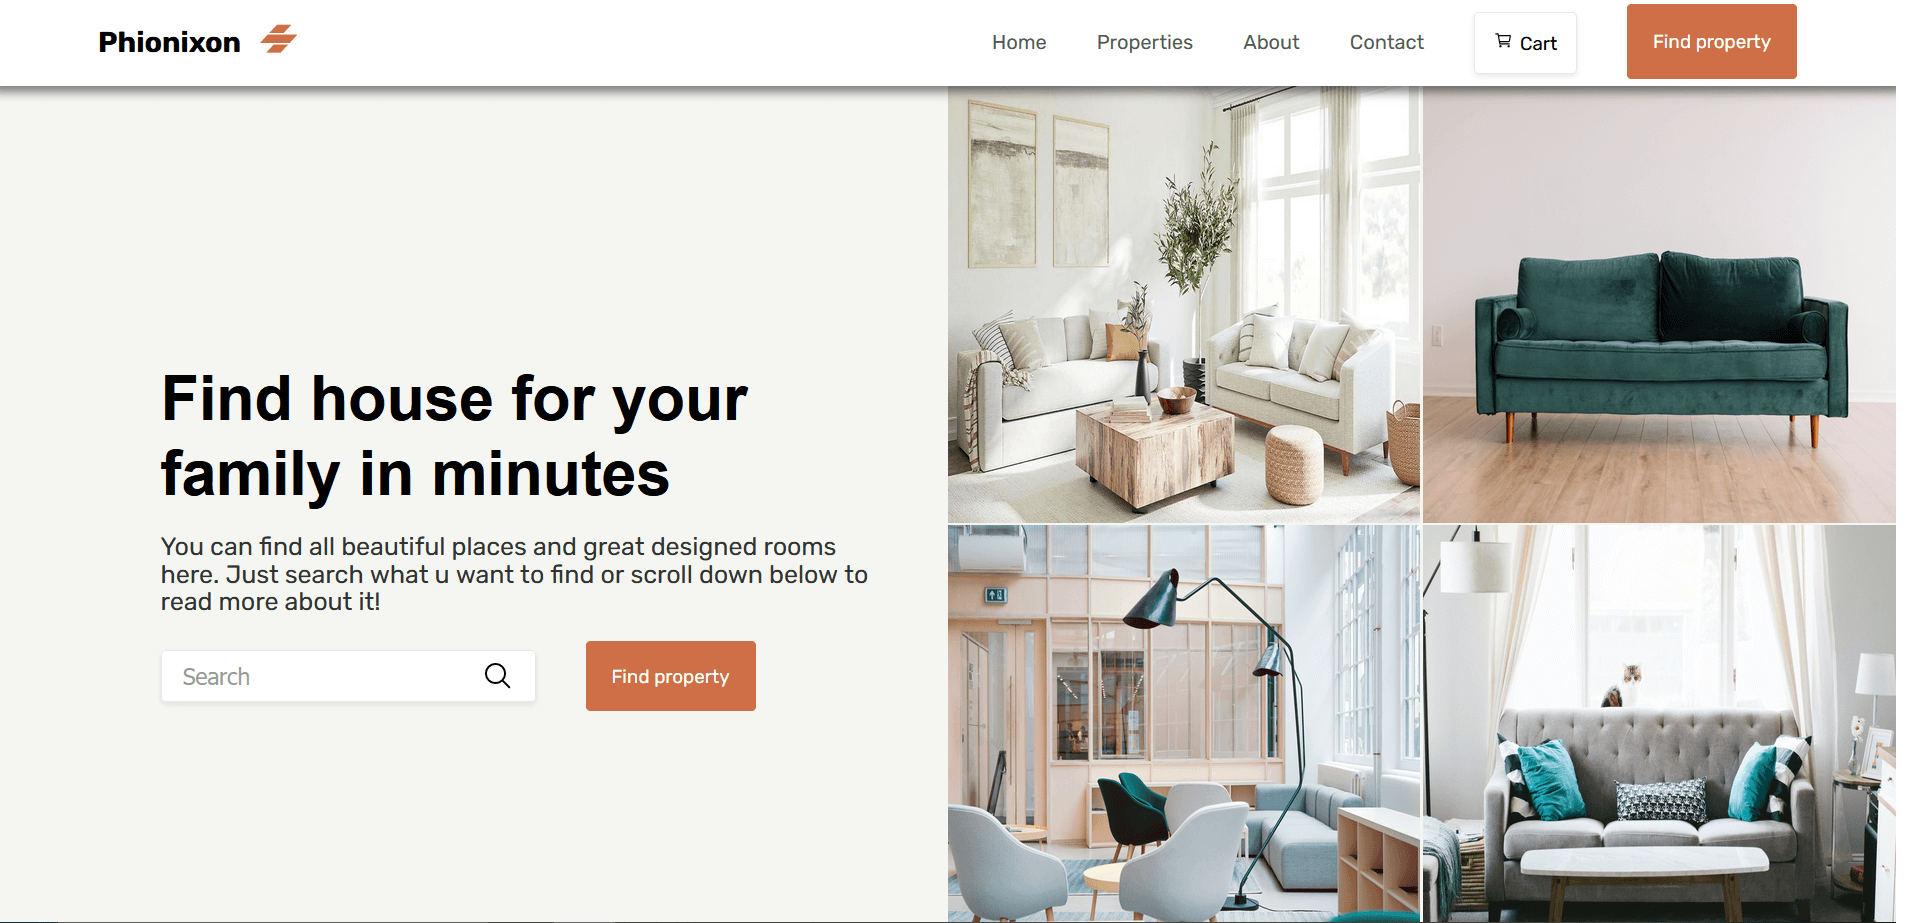 Phionixon
Home
Properties
About
Contact
Cart
Find property
Find house for your
family in minutes
You can find all beautiful places and great designed rooms
here. Just search what u want to find or scroll down below to
read more about it!
Search
Find property